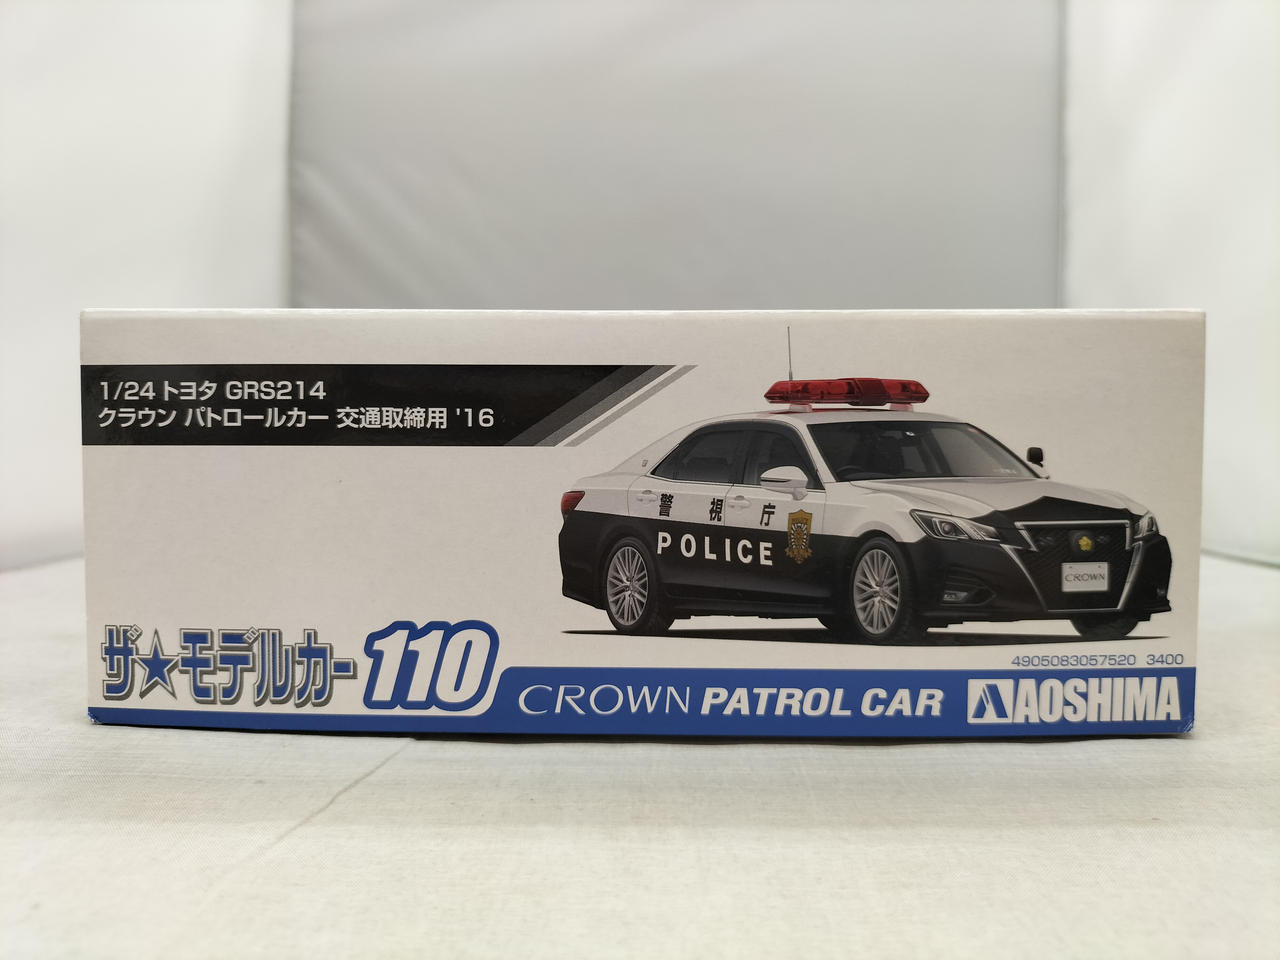 1/24 トヨタ GRS214
クラウン パトロールカー 交通取締用 '16
警視庁
POLICE
CROWN
4905083057520 3400
ザ★モデルカー 110
CROWN PATROL CAR
AOSHIMA